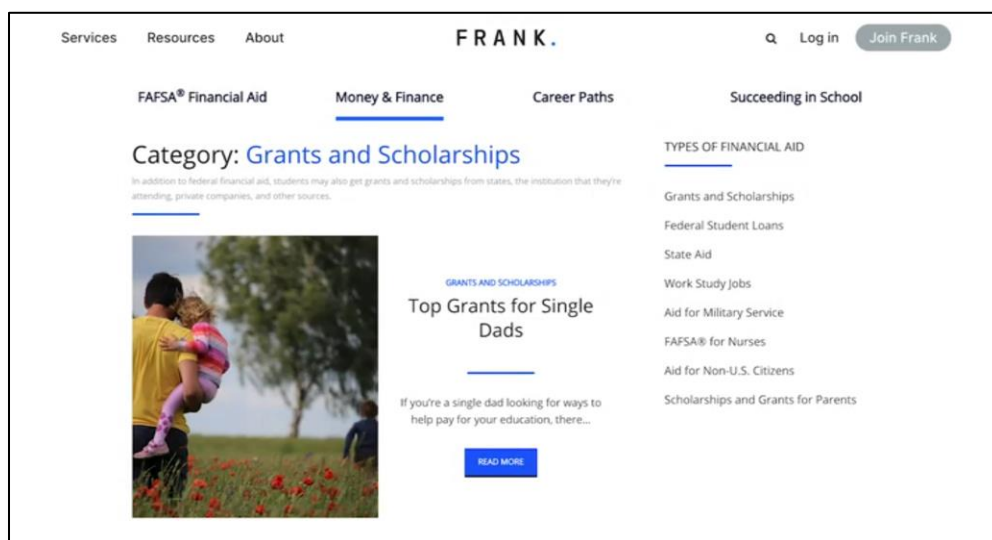 Services Resources About FRANK. Log in Join Frank
FAFSA® Financial Aid Money & Finance Career Paths Succeeding in School
Category: Grants and Scholarships
In addition to federal financial aid, students may also get grants and scholarships from states, the institution that they're
attending, private companies, and other sources.
GRANTS AND SCHOLARSHIPS
Top Grants for Single
Dads
If you're a single dad looking for ways to
help pay for your education, there...
READ MORE
TYPES OF FINANCIAL AID
Grants and Scholarships
Federal Student Loans
State Aid
Work Study Jobs
Aid for Military Service
FAFSA® for Nurses
Aid for Non-U.S. Citizens
Scholarships and Grants for Parents